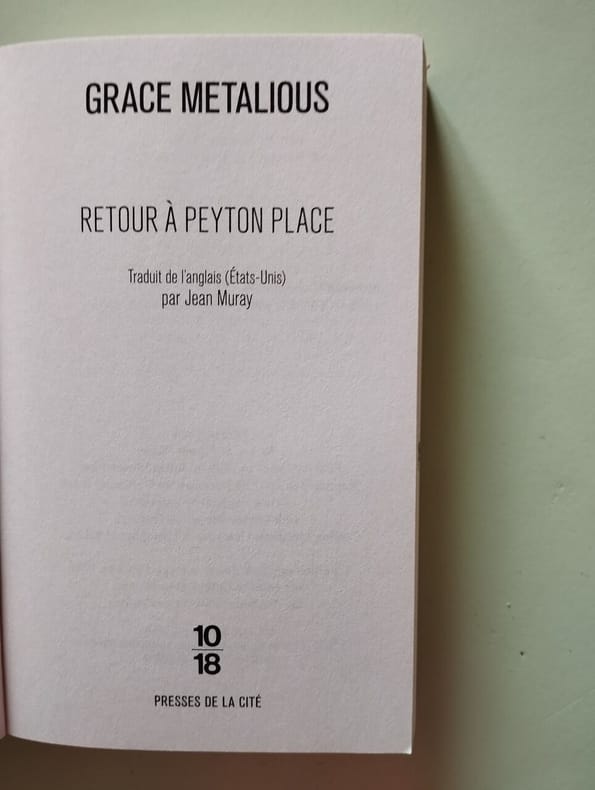 GRACE METALIOUS
RETOUR À PEYTON PLACE
Traduit de l'anglais (États-Unis)
par Jean Muray
10
18
PRESSES DE LA CITÉ